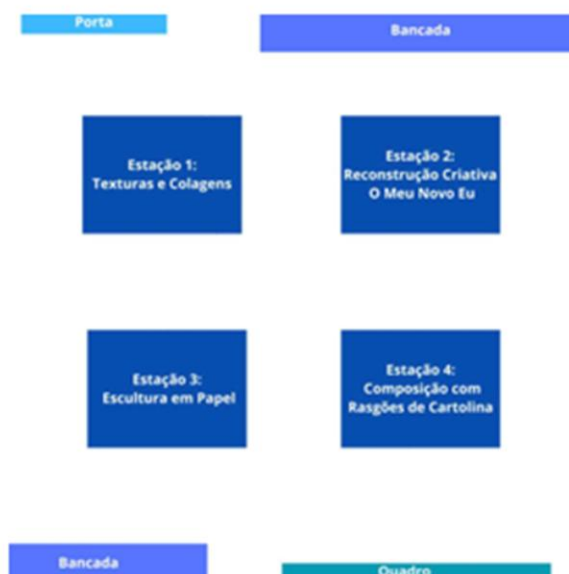 Porta
Bancada
Estação 1:
Texturas e Colagens
Estação 2:
Reconstrução Criativa
O Meu Novo Eu
Estação 3:
Escultura em Papel
Estação 4:
Composição com
Rasgões de Cartolina
Bancada
Quadro